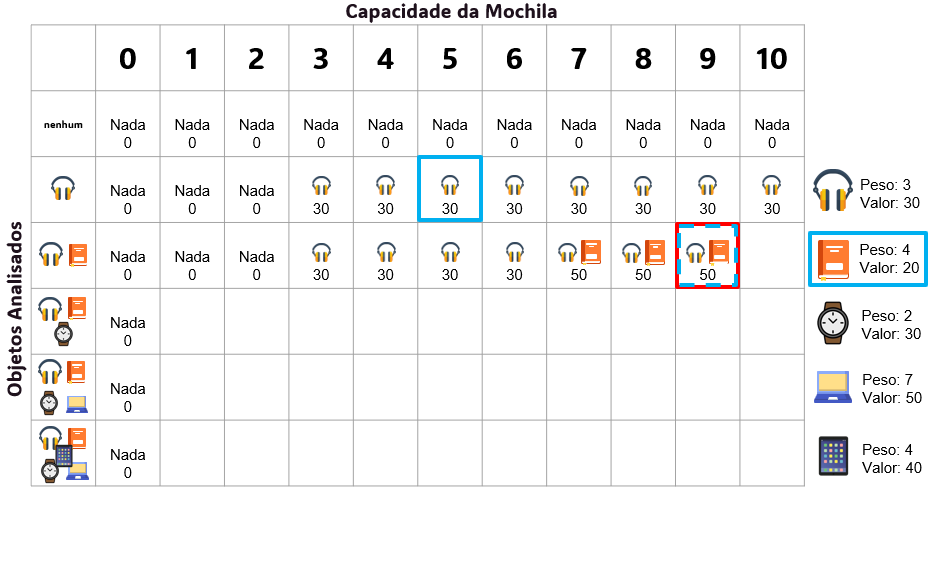 Capacidade da Mochila
0 1 2 3 4 5 6 7 8 9 10
Objetos Analisados
nenhum
Nada Nada Nada Nada Nada Nada Nada Nada Nada Nada Nada
0 0 0 0 0 0 0 0 0 0 0
Nada Nada Nada
0 0 0 30 30 30 30 30 30 30 30
Nada Nada Nada
0 0 0 30 30 30 30 50 50 50
Nada
0
Nada
0
Nada
0
Peso: 3
Valor: 30
Peso: 4
Valor: 20
Peso: 2
Valor: 30
Peso: 7
Valor: 50
Peso: 4
Valor: 40